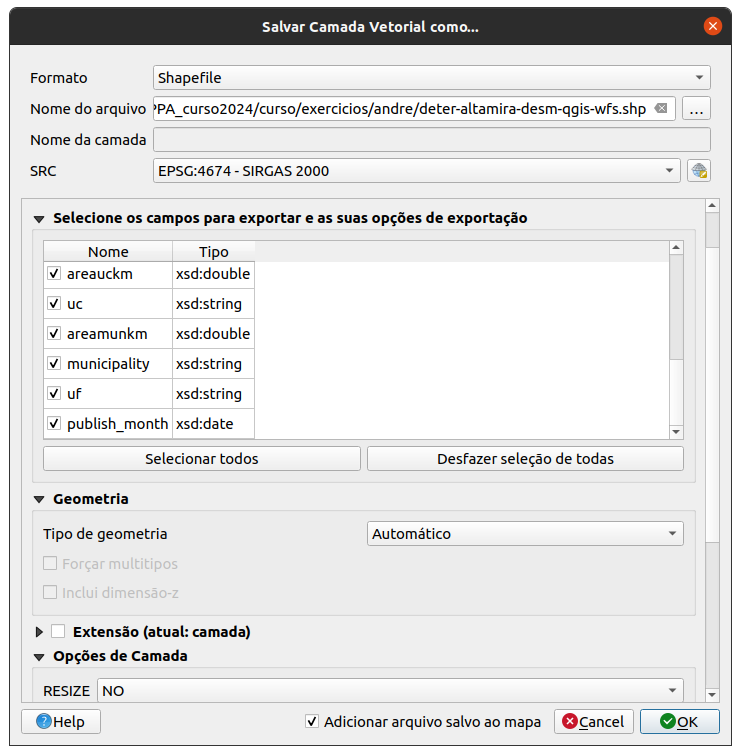 Salvar Camada Vetorial como...
Formato Shapefile
Nome do arquivo PPA_curso2024/curso/exercicios/andre/deter-altamira-desm-qgis-wfs.shp ...
Nome da camada
SRC EPSG:4674 - SIRGAS 2000
Selecione os campos para exportar e as suas opções de exportação
Nome Tipo
areauckm xsd:double
uc xsd:string
areamunkm xsd:double
municipality xsd:string
uf xsd:string
publish_month xsd:date
Selecionar todos Desfazer seleção de todas
Geometria
Tipo de geometria Automático
Forçar multitipos
Inclui dimensão-z
Extensão (atual: camada)
Opções de Camada
RESIZE NO
Help Adicionar arquivo salvo ao mapa Cancel OK